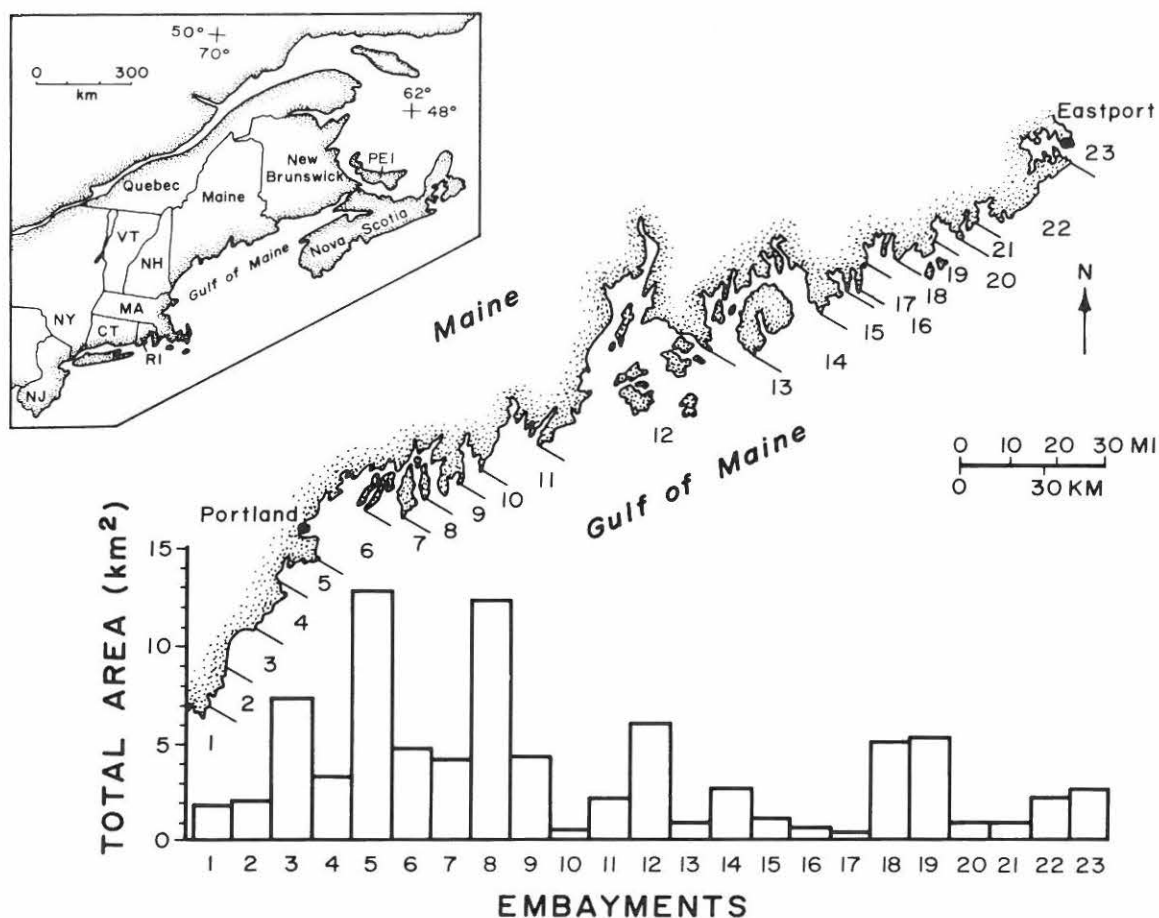 50°
70°
0 300
km
62°
48°
Quebec
Maine
New
Brunswick
PEI
Nova Scotia
Gulf of Maine
VT
NH
MA
NY
CT
RI
NJ
Eastport
23
22
21
20
19
18
17
16
15
14
13
12
11
10
9
8
7
6
5
4
3
2
1
N
Maine
Gulf of Maine
Portland
0 10 20 30 MI
0 30 KM
TOTAL AREA (km²)
15
10
5
0
1 2 3 4 5 6 7 8 9 10 11 12 13 14 15 16 17 18 19 20 21 22 23
EMBAYMENTS